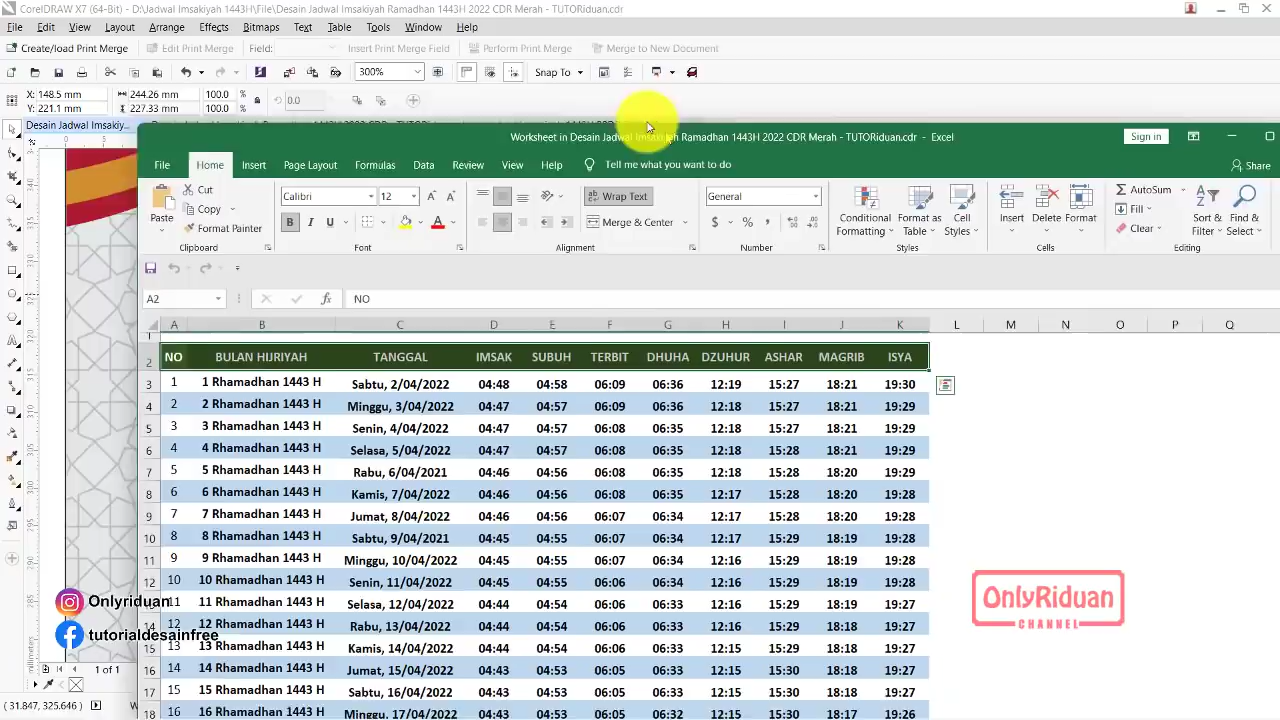 CorelDRAW X7 (64-Bit) - D:\Jadwal Imsakiyah 1443H\File\Desain Jadwal Imsakiyah Ramadhan 1443H 2022 CDR Merah - TUTORiduan.cdr
File Edit View Layout Arrange Effects Bitmaps Text Table Tools Window Help
Create/load Print Merge Edit Print Merge Field: Insert Print Merge Field Perform Print Merge Merge to New Document
300% Snap To
X: 148.5 mm 244.26 mm 100.0 % 0.0
Y: 221.1 mm 227.33 mm 100.0 %
Desain Jadwal Imsakiy...
Worksheet in Desain Jadwal Imsakiyah Ramadhan 1443H 2022 CDR Merah - TUTORiduan.cdr - Excel Sign in
File Home Insert Page Layout Formulas Data Review View Help Tell me what you want to do Share
Paste Cut Copy Format Painter Calibri 12 Wrap Text Merge & Center General Conditional Formatting Format as Table Cell Styles Insert Delete Format AutoSum Fill Clear Sort & Filter Find & Select
Clipboard Font Alignment Number Styles Cells Editing
A2 NO
A B C D E F G H I J K L M N O P Q
1
2 NO BULAN HIJRIYAH TANGGAL IMSAK SUBUH TERBIT DHUHA DZUHUR ASHAR MAGRIB ISYA
3 1 1 Rhamadhan 1443 H Sabtu, 2/04/2022 04:48 04:58 06:09 06:36 12:19 15:27 18:21 19:30
4 2 2 Rhamadhan 1443 H Minggu, 3/04/2022 04:47 04:57 06:09 06:36 12:18 15:27 18:21 19:29
5 3 3 Rhamadhan 1443 H Senin, 4/04/2022 04:47 04:57 06:08 06:35 12:18 15:27 18:21 19:29
6 4 4 Rhamadhan 1443 H Selasa, 5/04/2022 04:47 04:57 06:08 06:35 12:18 15:27 18:21 19:29
7 5 5 Rhamadhan 1443 H Rabu, 6/04/2021 04:46 04:56 06:08 06:35 12:18 15:28 18:20 19:29
8 6 6 Rhamadhan 1443 H Kamis, 7/04/2022 04:46 04:56 06:08 06:35 12:17 15:28 18:20 19:28
9 7 7 Rhamadhan 1443 H Jumat, 8/04/2022 04:46 04:56 06:07 06:34 12:17 15:28 18:20 19:28
10 8 8 Rhamadhan 1443 H Sabtu, 9/04/2021 04:45 04:55 06:07 06:34 12:17 15:29 18:19 19:28
11 9 9 Rhamadhan 1443 H Minggu, 10/04/2022 04:45 04:55 06:07 06:34 12:16 15:29 18:19 19:28
12 10 10 Rhamadhan 1443 H Senin, 11/04/2022 04:45 04:55 06:06 06:34 12:16 15:29 18:19 19:28
11 11 Rhamadhan 1443 H Selasa, 12/04/2022 04:44 04:54 06:06 06:33 12:16 15:29 18:19 19:27
14 12 12 Rhamadhan 1443 H Rabu, 13/04/2022 04:44 04:54 06:06 06:33 12:16 15:29 18:18 19:27
15 13 13 Rhamadhan 1443 H Kamis, 14/04/2022 04:44 04:54 06:06 06:33 12:15 15:29 18:18 19:27
16 14 14 Rhamadhan 1443 H Jumat, 15/04/2022 04:43 04:53 06:05 06:33 12:15 15:30 18:18 19:27
17 15 15 Rhamadhan 1443 H Sabtu, 16/04/2022 04:43 04:53 06:05 06:33 12:15 15:30 18:18 19:27
18 16 16 Rhamadhan 1443 H Minggu, 17/04/2022 04:43 04:53 06:05 06:33 12:15 15:30 18:17 19:26
Onlyriduan
tutorialdesainfree
OnlyRiduan
CHANNEL
1 of 1
millimeters
(31.847, 325.646)